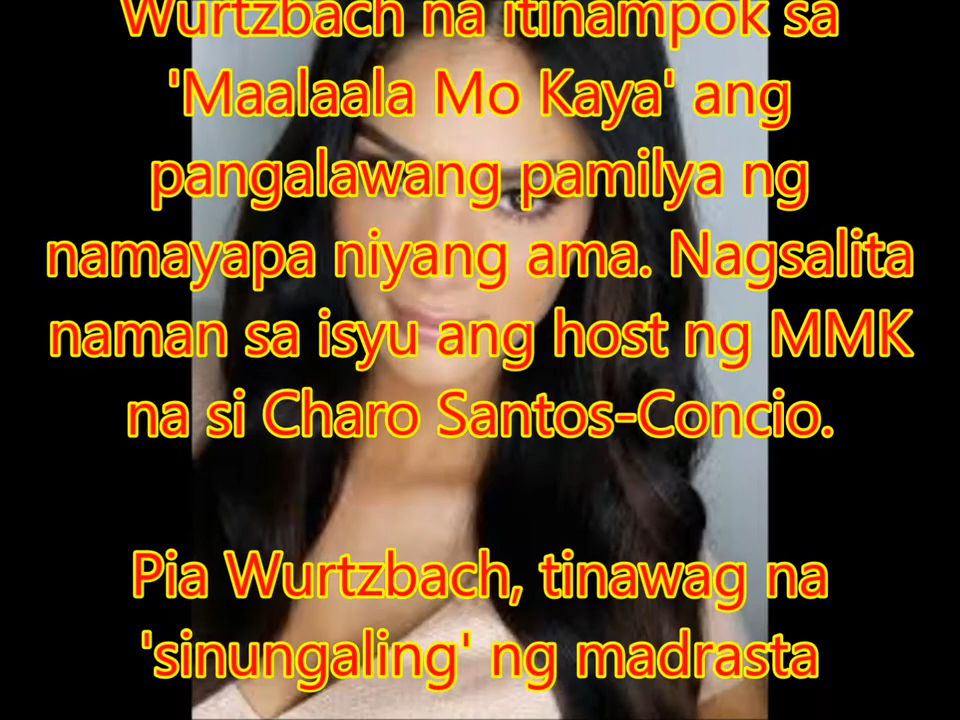 Wurtzbach na itinampok sa
'Maalaala Mo Kaya' ang
pangalawang pamilya ng
namayapa niyang ama. Nagsalita
naman sa isyu ang host ng MMK
na si Charo Santos-Concio.
Pia Wurtzbach, tinawag na
'sinungaling' ng madrasta